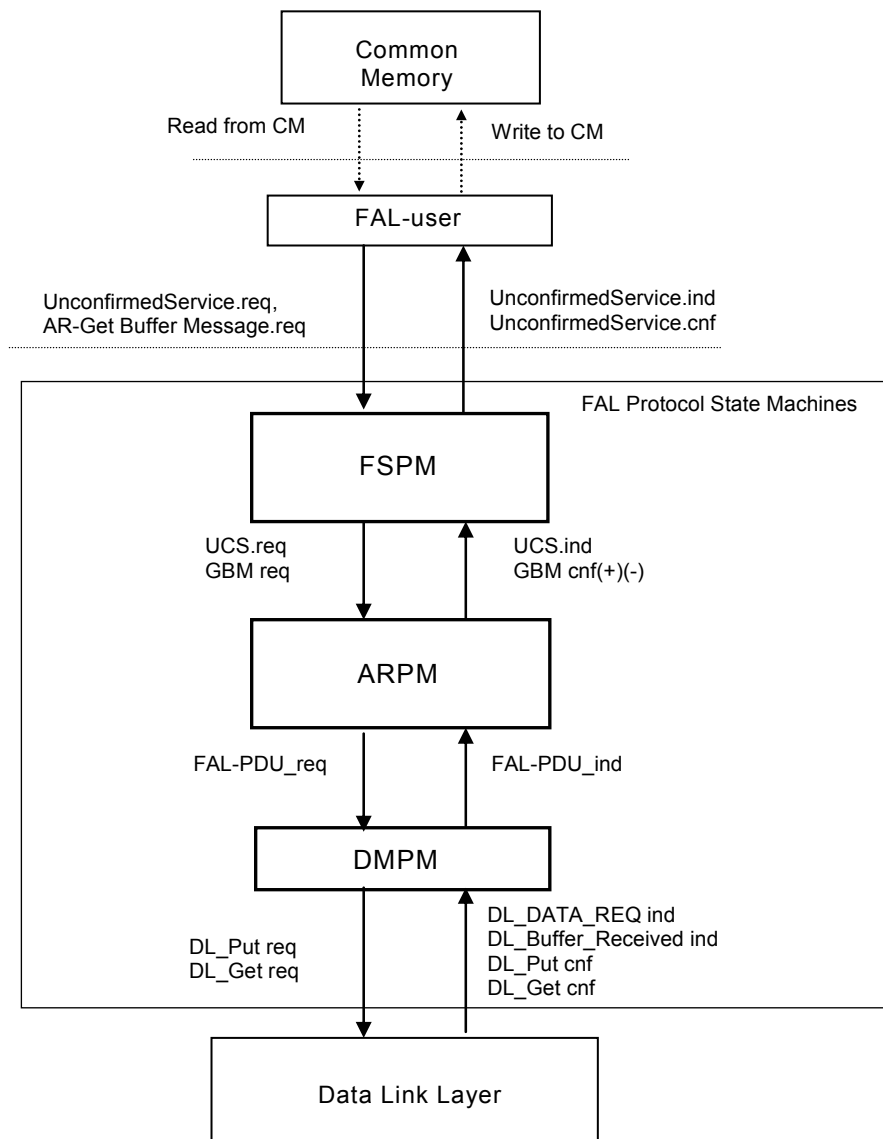 Common
Memory
Read from CM
Write to CM
FAL-user
UnconfirmedService.req,
AR-Get Buffer Message.req
UnconfirmedService.ind
UnconfirmedService.cnf
FAL Protocol State Machines
FSPM
UCS.req
GBM req
UCS.ind
GBM cnf(+)(-)
ARPM
FAL-PDU_req
FAL-PDU_ind
DMPM
DL_Put req
DL_Get req
DL_DATA_REQ ind
DL_Buffer_Received ind
DL_Put cnf
DL_Get cnf
Data Link Layer